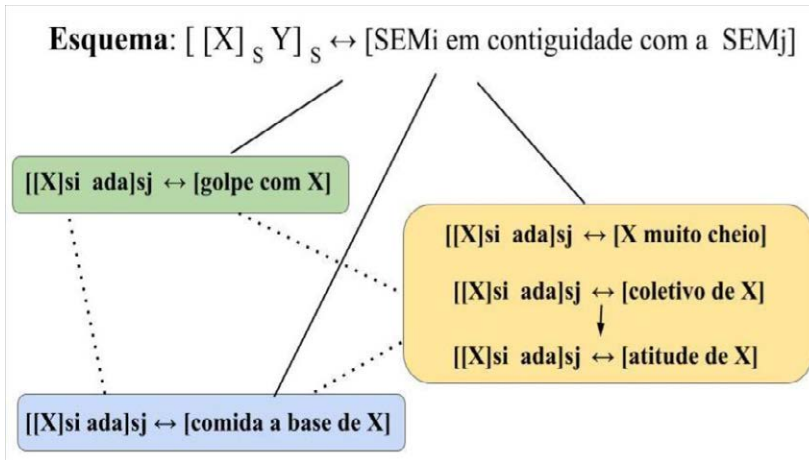 Esquema: [ [X] S Y] S ↔ [SEMi em contiguidade com a SEMj]
[[X]si ada]sj ↔ [golpe com X]
[[X]si ada]sj ↔ [X muito cheio]
[[X]si ada]sj ↔ [coletivo de X]
[[X]si ada]sj ↔ [atitude de X]
[[X]si ada]sj ↔ [comida a base de X]